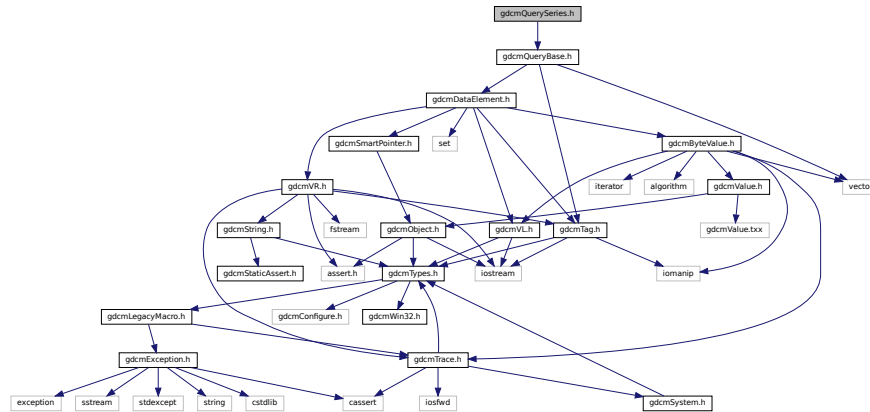 gdcmQuerySeries.h
gdcmQueryBase.h
gdcmDataElement.h
gdcmSmartPointer.h
set
gdcmByteValue.h
gdcmVR.h
iterator
algorithm
gdcmValue.h
vecto
gdcmString.h
fstream
gdcmObject.h
gdcmVL.h
gdcmTag.h
gdcmValue.txx
gdcmStaticAssert.h
assert.h
gdcmTypes.h
iostream
iomanip
gdcmLegacyMacro.h
gdcmConfigure.h
gdcmWin32.h
gdcmException.h
gdcmTrace.h
exception
sstream
stdexcept
string
cstdlib
cassert
iosfwd
gdcmSystem.h